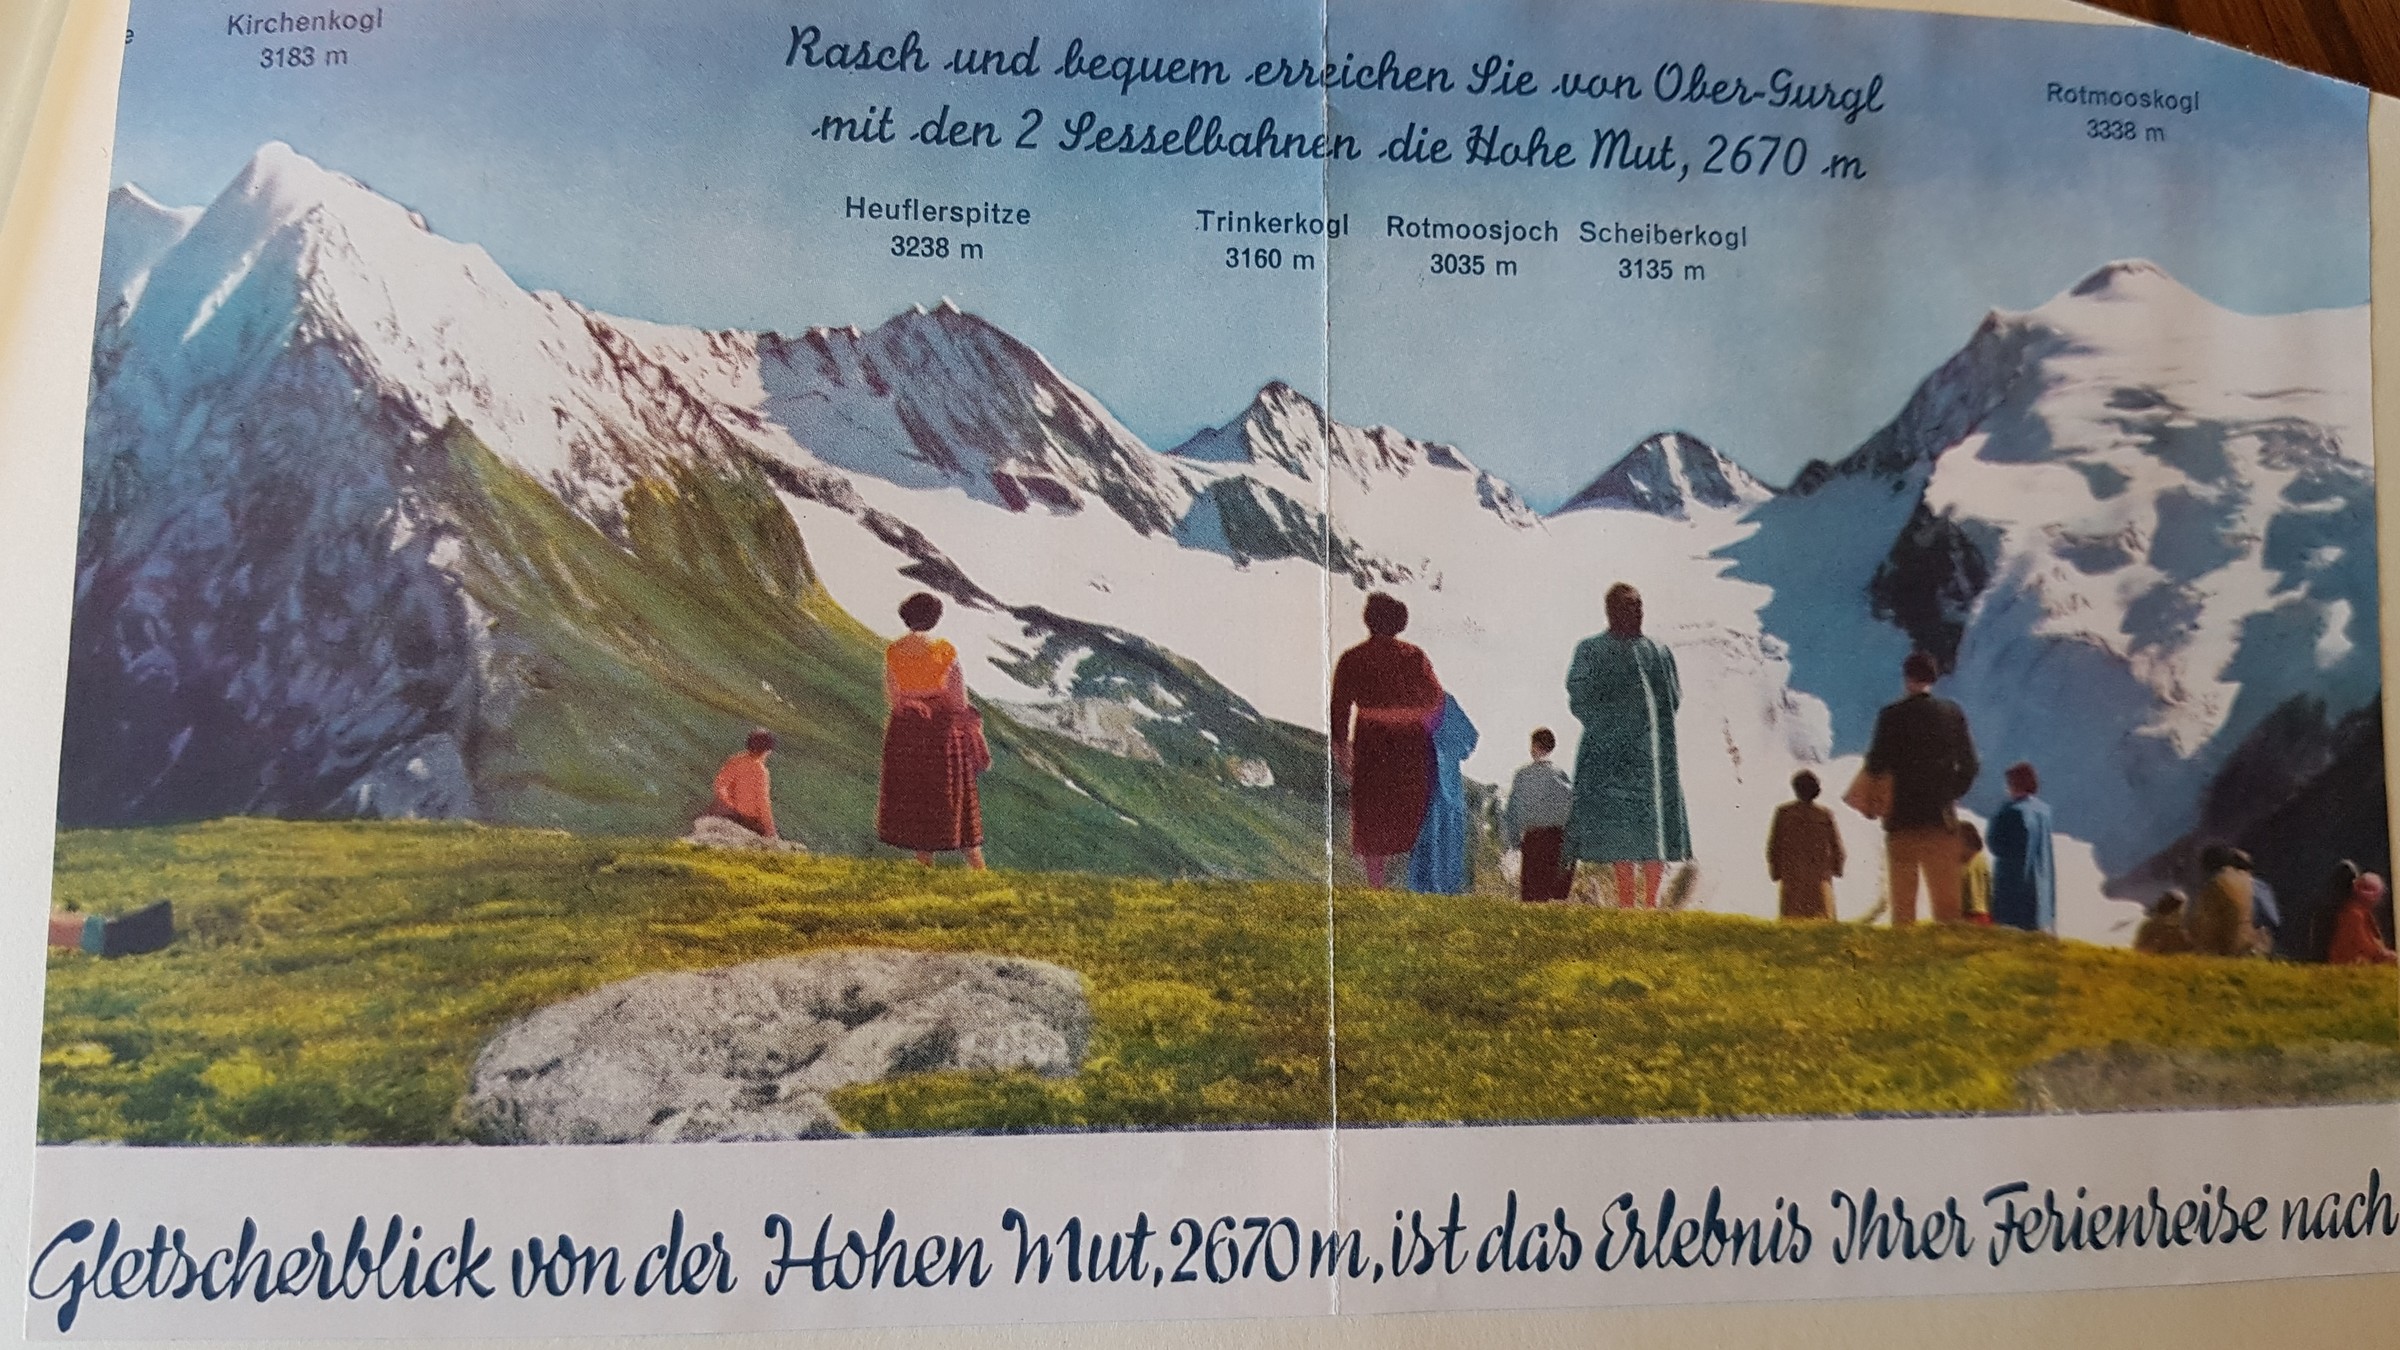 Kirchenkogl
3183 m
Rasch und bequem erreichen Sie von Ober-Gurgl
mit den 2 Sesselbahnen die Hohe Mut, 2670 m
Rotmooskogl
3338 m
Heuflerspitze
3238 m
Trinkerkogl
3160 m
Rotmoosjoch
3035 m
Scheiberkogl
3135 m
Gletscherblick von der Hohen Mut, 2670 m, ist das Erlebnis Ihrer Ferienreise nach